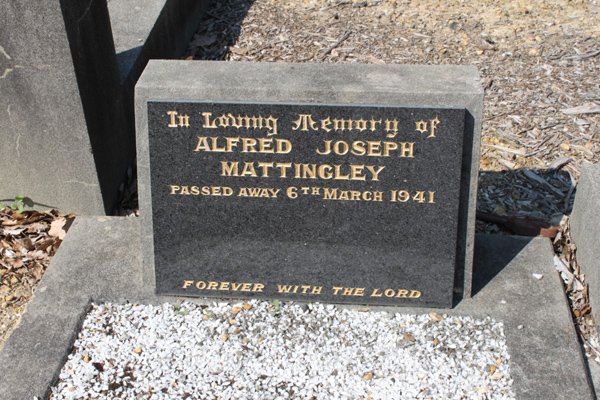 In Loving Memory of
ALFRED JOSEPH
MATTINGLEY
PASSED AWAY 6TH MARCH 1941
FOREVER WITH THE LORD